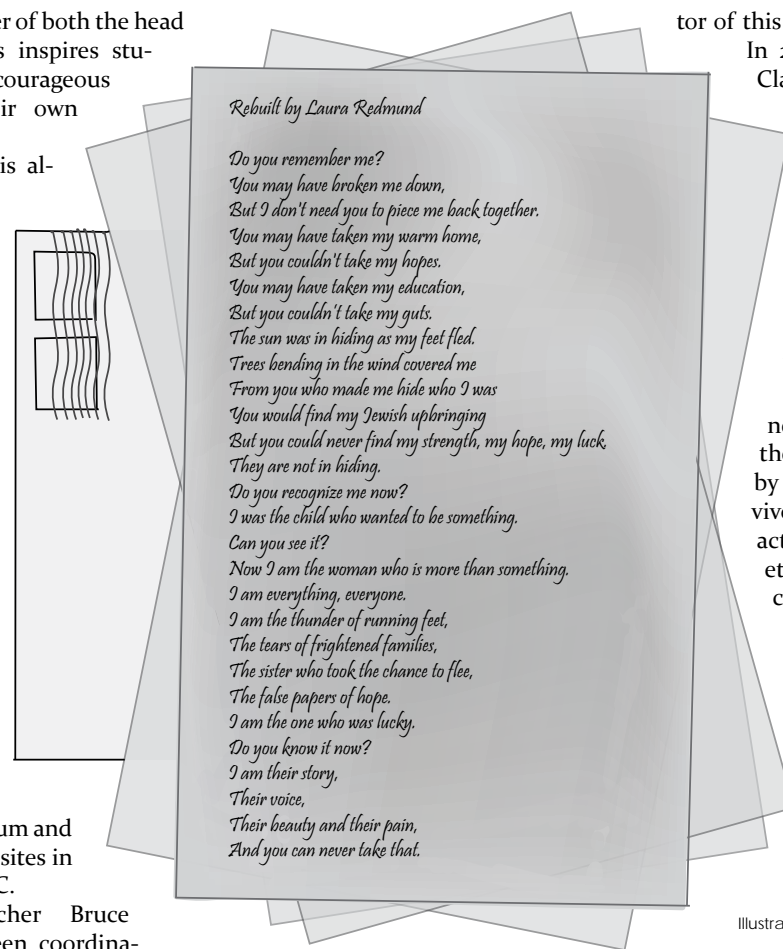 er of both the head
s inspires stu-
courageous
ir own
is al-
um and
sites in
C.
cher Bruce
een coordina-
Rebuilt by Laura Redmund
Do you remember me?
You may have broken me down,
But I don't need you to piece me back together.
You may have taken my warm home,
But you couldn't take my hopes.
You may have taken my education,
But you couldn't take my guts.
The sun was in hiding as my feet fled.
Trees bending in the wind covered me
From you who made me hide who I was
You would find my Jewish upbringing
But you could never find my strength, my hope, my luck.
They are not in hiding.
Do you recognize me now?
I was the child who wanted to be something.
Can you see it?
Now I am the woman who is more than something.
I am everything, everyone.
I am the thunder of running feet,
The tears of frightened families,
The sister who took the chance to flee,
The false papers of hope.
I am the one who was lucky.
Do you know it now?
I am their story,
Their voice,
Their beauty and their pain,
And you can never take that.
tor of this
In
Cla
the
by
viv
act
et
c
Illustra